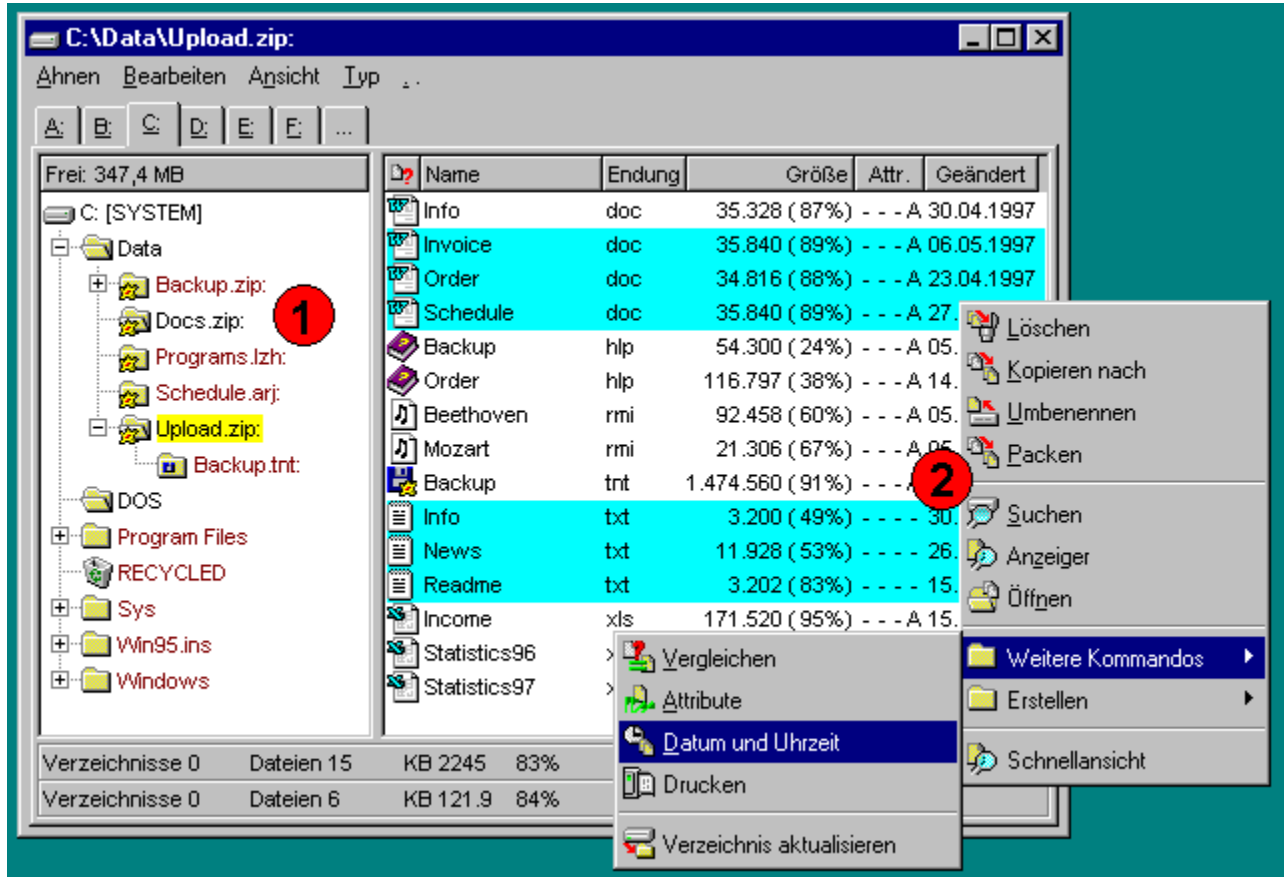 C:\Data\Upload.zip:
Ahnen Bearbeiten Ansicht Typ . .
A: B: C: D: E: F: ...
Frei: 347,4 MB
C: [SYSTEM]
Data
Backup.zip:
Docs.zip:
1
Programs.lzh:
Schedule.arj:
Upload.zip:
Backup.tnt:
DOS
Program Files
RECYCLED
Sys
Win95.ins
Windows
Name Endung Größe Attr. Geändert
Info doc 35.328 ( 87%) - - - A 30.04.1997
Invoice doc 35.840 ( 89%) - - - A 06.05.1997
Order doc 34.816 ( 88%) - - - A 23.04.1997
Schedule doc 35.840 ( 89%) - - - A 27.
Backup hlp 54.300 ( 24%) - - - A 05.
Order hlp 116.797 ( 38%) - - - A 14.
Beethoven rmi 92.458 ( 60%) - - - A 05.
Mozart rmi 21.306 ( 67%) - - - A 05.
Backup tnt 1.474.560 ( 91%) - - - A
2
Info txt 3.200 ( 49%) - - - - 30.
News txt 11.928 ( 53%) - - - - 26.
Readme txt 3.202 ( 83%) - - - - 15.
Income xls 171.520 ( 95%) - - - A 15.
Statistics96
Statistics97
Löschen
Kopieren nach
Umbenennen
Packen
Suchen
Anzeiger
Öffnen
Weitere Kommandos
Erstellen
Schnellansicht
Vergleichen
Attribute
Datum und Uhrzeit
Drucken
Verzeichnis aktualisieren
Verzeichnisse 0 Dateien 15 KB 2245 83%
Verzeichnisse 0 Dateien 6 KB 121.9 84%